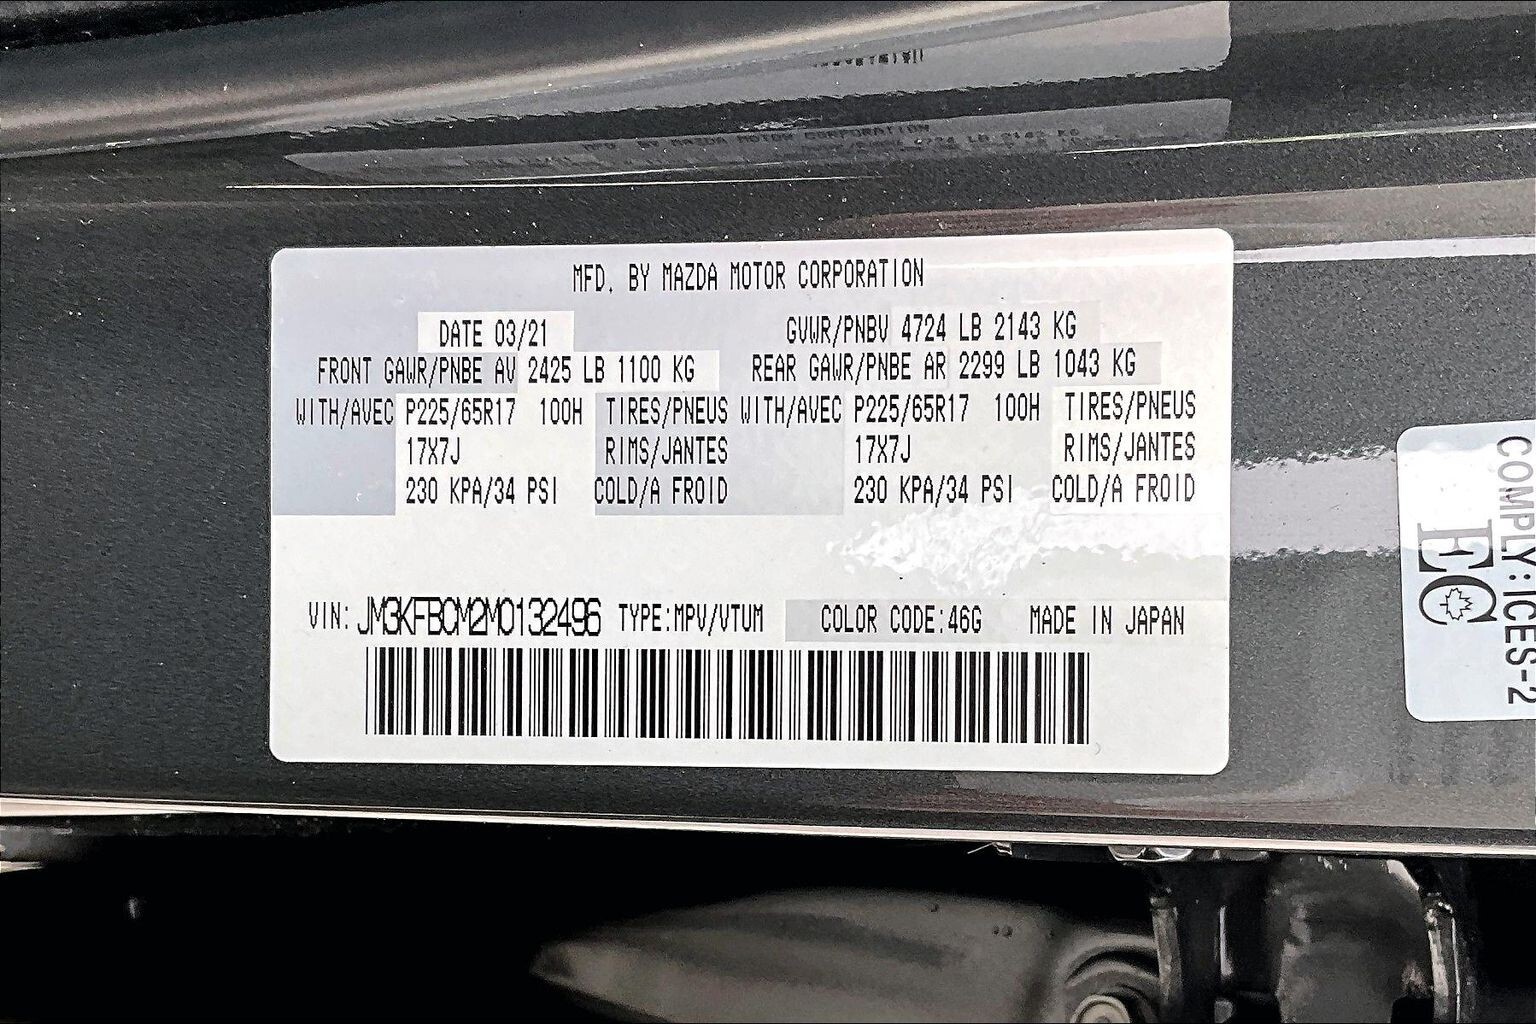 MFD. BY MAZDA MOTOR CORPORATION
DATE 03/21 GVWR/PNBV 4724 LB 2143 KG
FRONT GAWR/PNBE AV 2425 LB 1100 KG REAR GAWR/PNBE AR 2299 LB 1043 KG
WITH/AVEC P225/65R17 100H TIRES/PNEUS WITH/AVEC P225/65R17 100H TIRES/PNEUS
17X7J RIMS/JANTES 17X7J RIMS/JANTES
230 KPA/34 PSI COLD/A FROID 230 KPA/34 PSI COLD/A FROID
VIN: JM3KFBCM2M0132496 TYPE:MPV/VTUM COLOR CODE:46G MADE IN JAPAN
COMPLY:ICES-2
EC